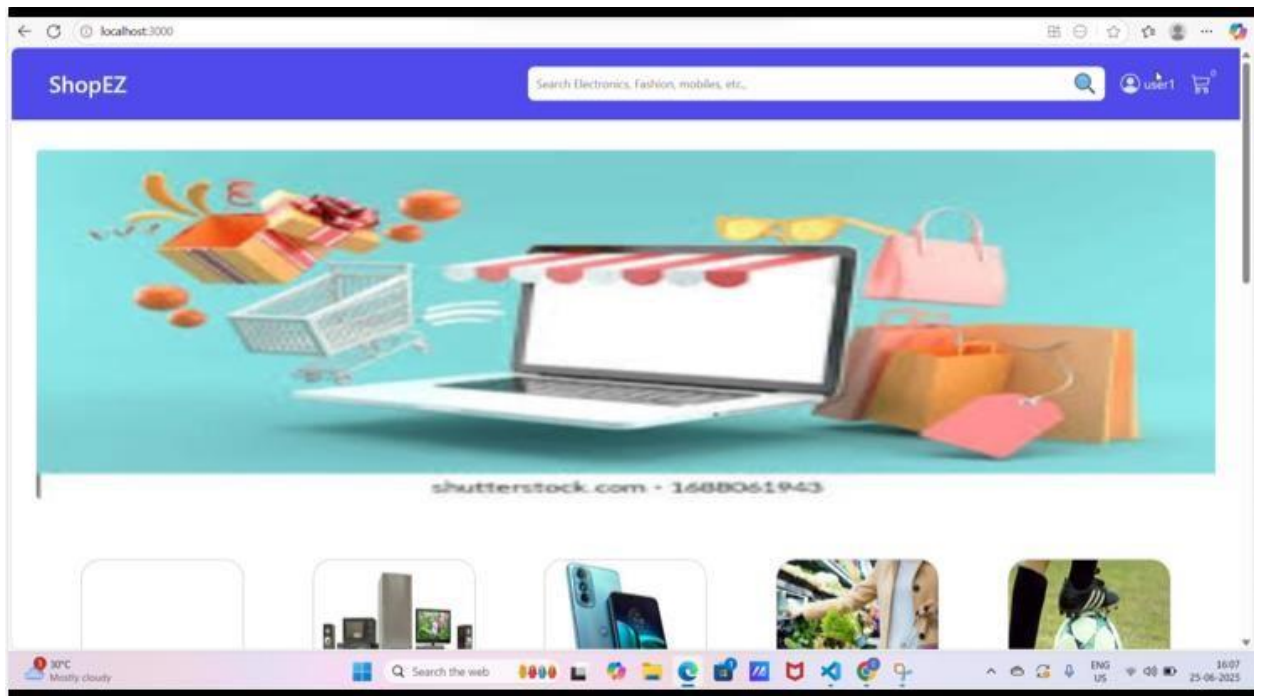 localhost:3000
ShopEZ
Search Electronics, Fashion, mobiles, etc.,
user1
0
shutterstock.com · 1688061943
30°C
Mostly cloudy
Search the web
ENG
US
16:07
25-06-2025